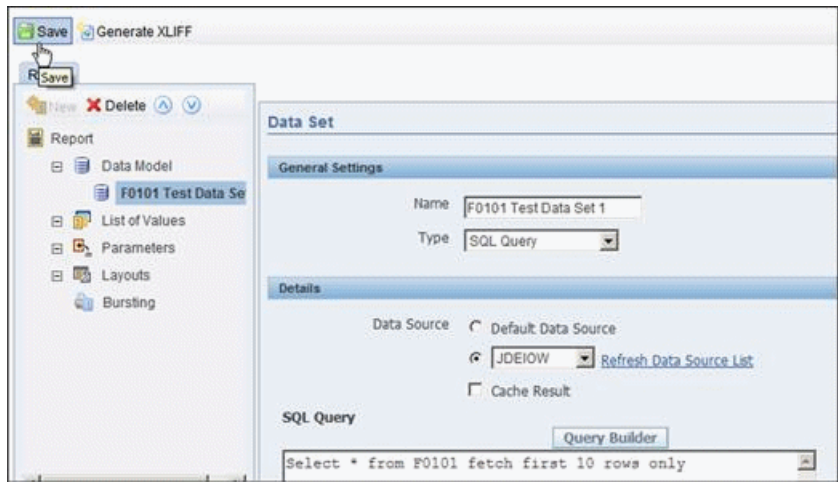 Save Generate XLIFF
Save
New Delete
Report
Data Model
F0101 Test Data Se
List of Values
Parameters
Layouts
Bursting
Data Set
General Settings
Name F0101 Test Data Set 1
Type SQL Query
Details
Data Source Default Data Source
JDEIOW Refresh Data Source List
Cache Result
SQL Query
Query Builder
Select * from F0101 fetch first 10 rows only